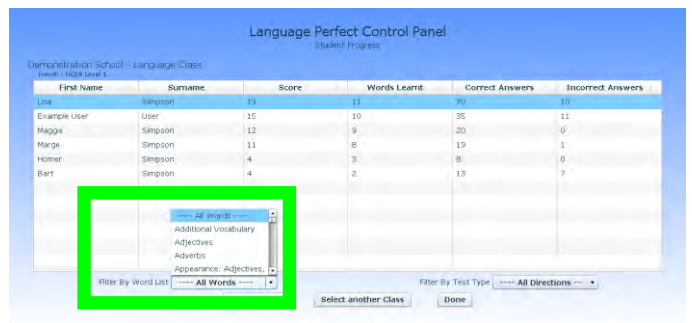 Language Perfect Control Panel
Student Progress
Demonstration School - Language Class
French - NCEA Level 1
First Name Surname Score Words Learnt Correct Answers Incorrect Answers
Lisa Simpson 19 11 70 10
Example User User 15 10 35 11
Maggie Simpson 12 9 20 0
Marge Simpson 11 8 19 1
Homer Simpson 4 3 8 0
Bart Simpson 4 2 13 7
---- All Words ----
Additional Vocabulary
Adjectives
Adverbs
Appearance: Adjectives,
Filter By Word List ---- All Words ---- Filter By Test Type ---- All Directions --
Select another Class Done